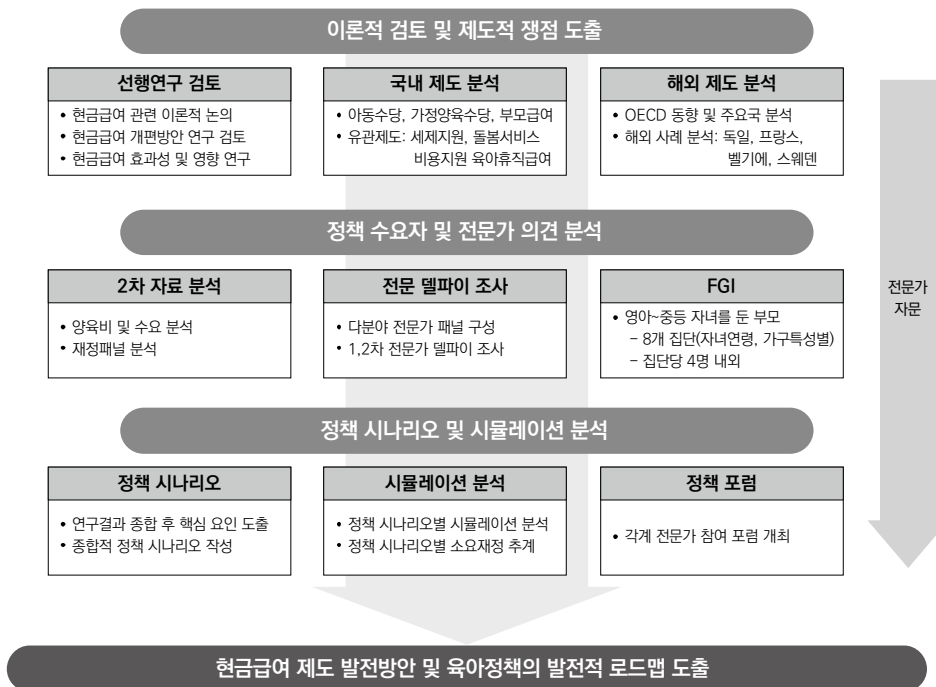 이론적 검토 및 제도적 쟁점 도출
선행연구 검토
• 현금급여 관련 이론적 논의
• 현금급여 개편방안 연구 검토
• 현금급여 효과성 및 영향 연구
국내 제도 분석
• 아동수당, 가정양육수당, 부모급여
• 유관제도: 세제지원, 돌봄서비스
비용지원 육아휴직급여
해외 제도 분석
• OECD 동향 및 주요국 분석
• 해외 사례 분석: 독일, 프랑스,
벨기에, 스웨덴
정책 수요자 및 전문가 의견 분석
2차 자료 분석
• 양육비 및 수요 분석
• 재정패널 분석
전문 델파이 조사
• 다분야 전문가 패널 구성
• 1,2차 전문가 델파이 조사
FGI
• 영아~중등 자녀를 둔 부모
– 8개 집단(자녀연령, 가구특성별)
– 집단당 4명 내외
전문가
자문
정책 시나리오 및 시뮬레이션 분석
정책 시나리오
• 연구결과 종합 후 핵심 요인 도출
• 종합적 정책 시나리오 작성
시뮬레이션 분석
• 정책 시나리오별 시뮬레이션 분석
• 정책 시나리오별 소요재정 추계
정책 포럼
• 각계 전문가 참여 포럼 개최
현금급여 제도 발전방안 및 육아정책의 발전적 로드맵 도출